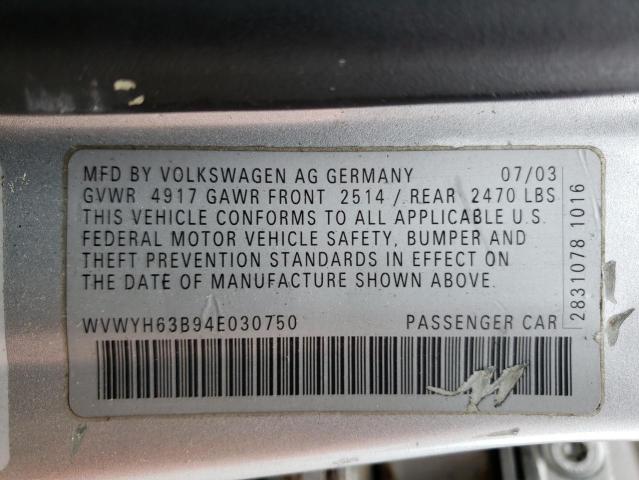 MFD BY VOLKSWAGEN AG GERMANY 07/03
GVWR 4917 GAWR FRONT 2514 / REAR 2470 LBS
THIS VEHICLE CONFORMS TO ALL APPLICABLE U.S.
FEDERAL MOTOR VEHICLE SAFETY, BUMPER AND
THEFT PREVENTION STANDARDS IN EFFECT ON
THE DATE OF MANUFACTURE SHOWN ABOVE.
WVWYH63B94E030750 PASSENGER CAR
2831078 1016